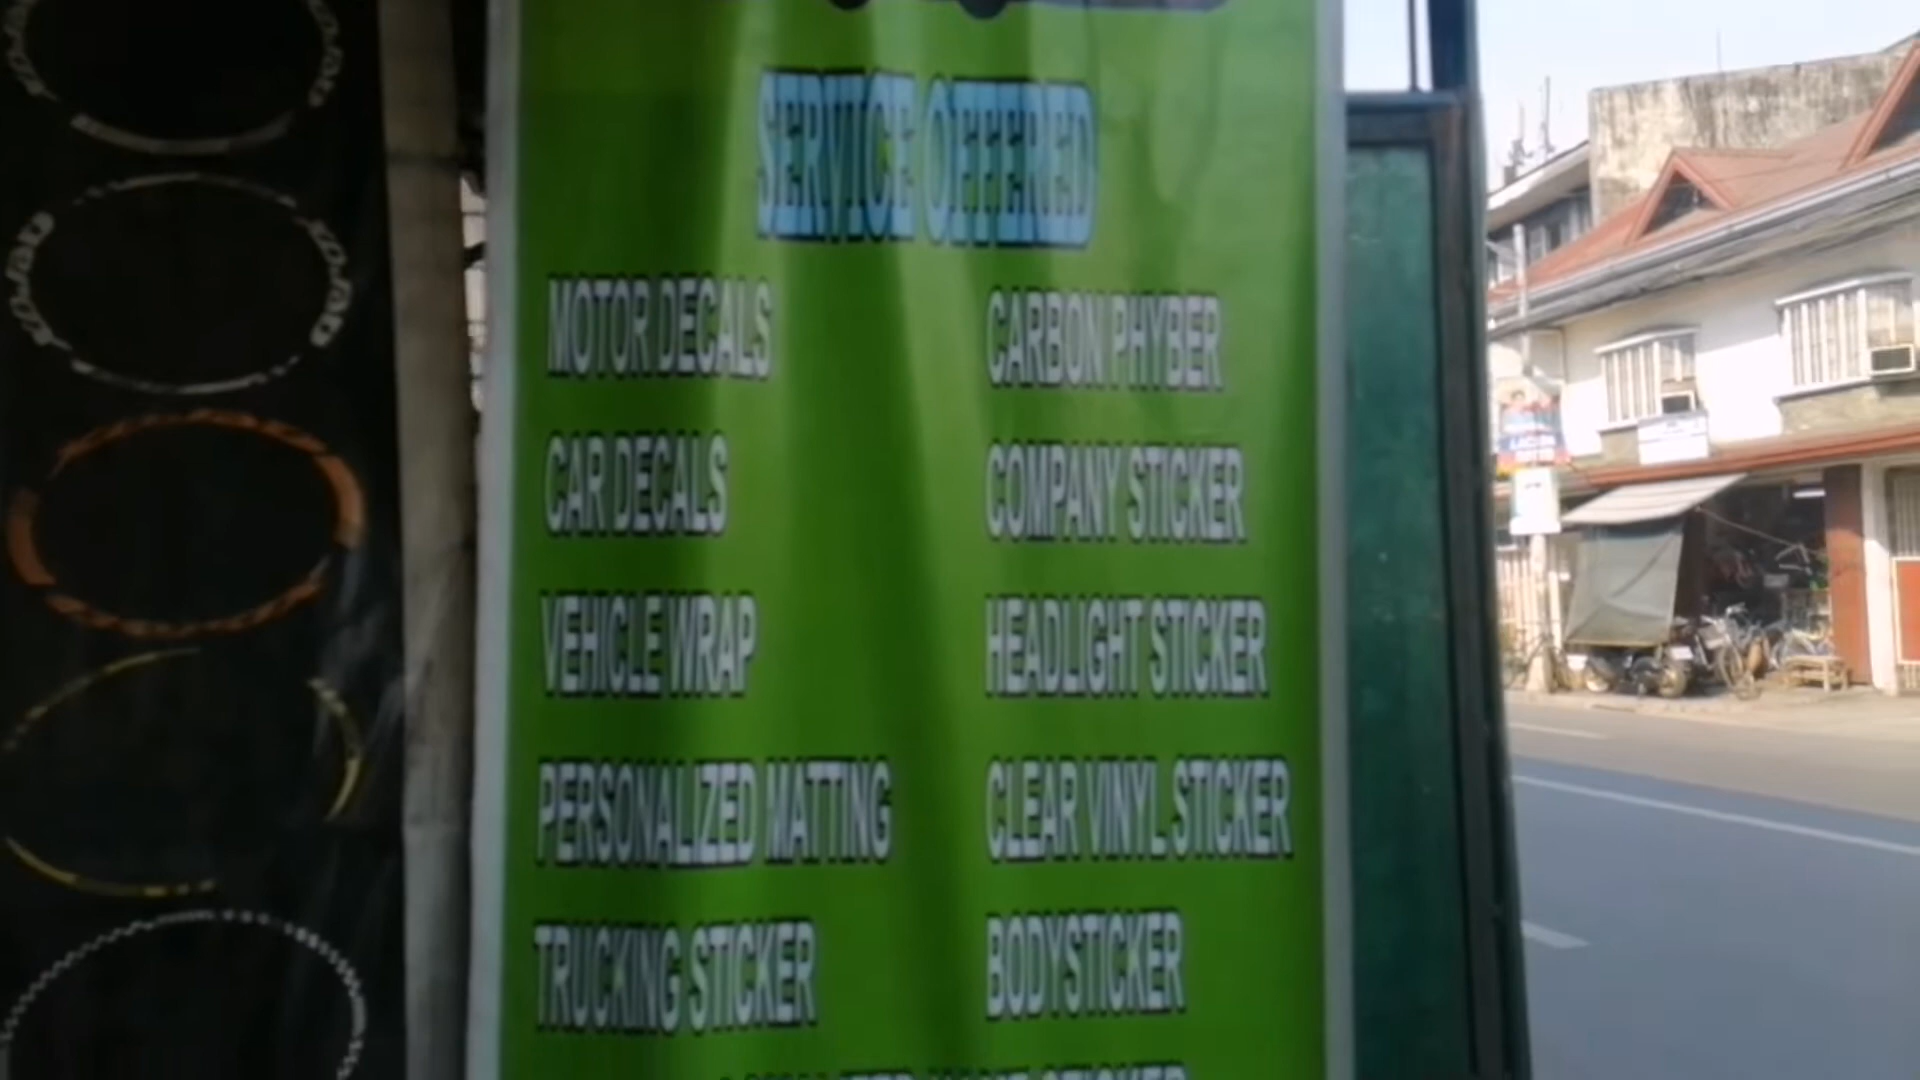 SERVICE OFFERED
MOTOR DECALS
CAR DECALS
VEHICLE WRAP
PERSONALIZED MATTING
TRUCKING STICKER
CARBON PHYBER
COMPANY STICKER
HEADLIGHT STICKER
CLEAR VINYL STICKER
BODYSTICKER
STICKER